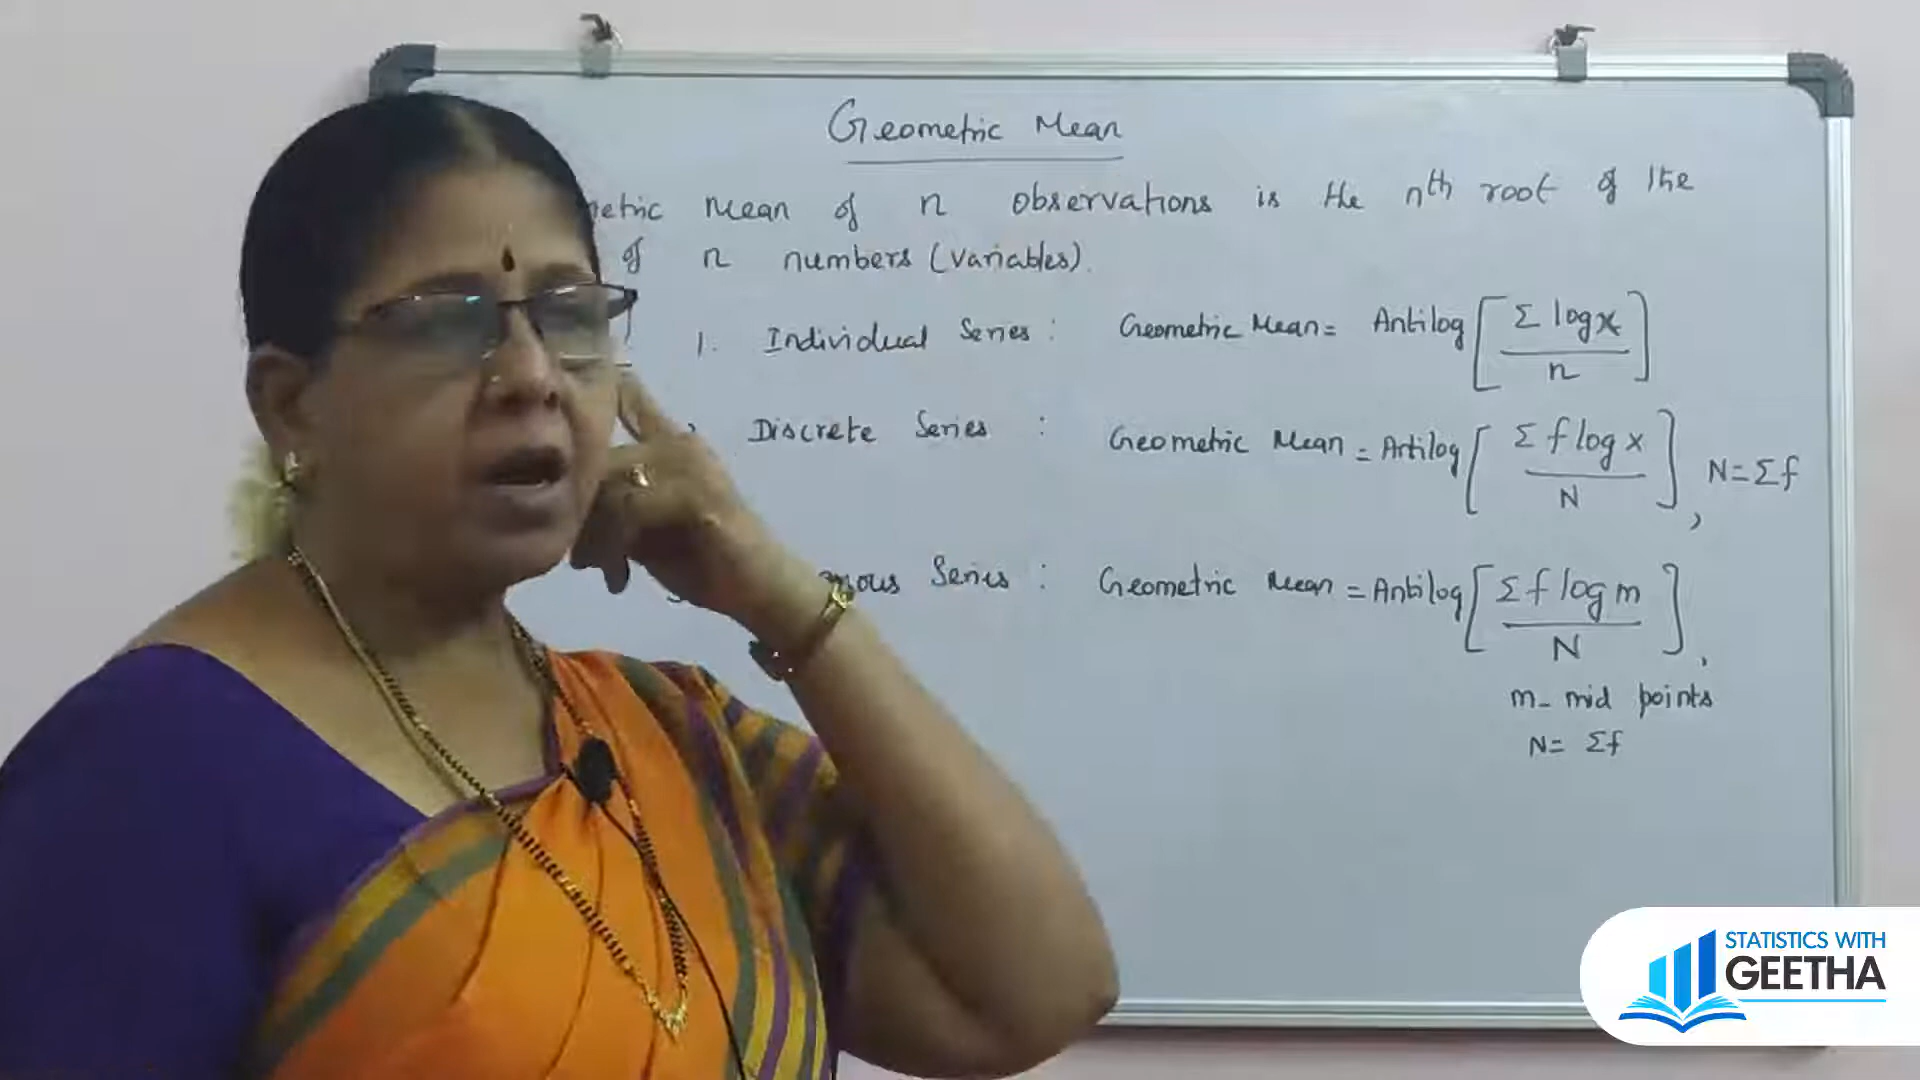 Geometric Mean
metric Mean of n observations is the nth root of the
of n numbers (variables).
1. Individual Series : Geometric Mean = Antilog [Σ log x / n]
Discrete Series : Geometric Mean = Antilog [Σ f log x / N], N = Σf
nous Series : Geometric Mean = Antilog [Σ f log m / N],
m - mid points
N = Σf
STATISTICS WITH
GEETHA